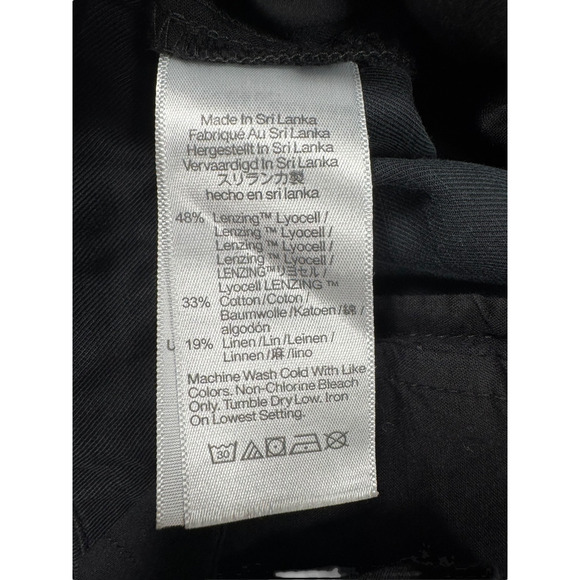 Made In Sri Lanka
Fabriqué Au Sri Lanka
Hergestellt In Sri Lanka
Vervaardigd In Sri Lanka
スリランカ製
hecho en sri lanka
48% Lenzing™ Lyocell /
Lenzing ™ Lyocell /
Lenzing ™ Lyocell /
Lenzing ™ Lyocell /
LENZING™リヨセル /
Lyocell LENZING ™
33% Cotton/Coton/
Baumwolle/Katoen/綿/
algodón
19% Linen/Lin/Leinen/
Linnen/麻/lino
Machine Wash Cold With Like
Colors. Non-Chlorine Bleach
Only. Tumble Dry Low. Iron
On Lowest Setting.
30